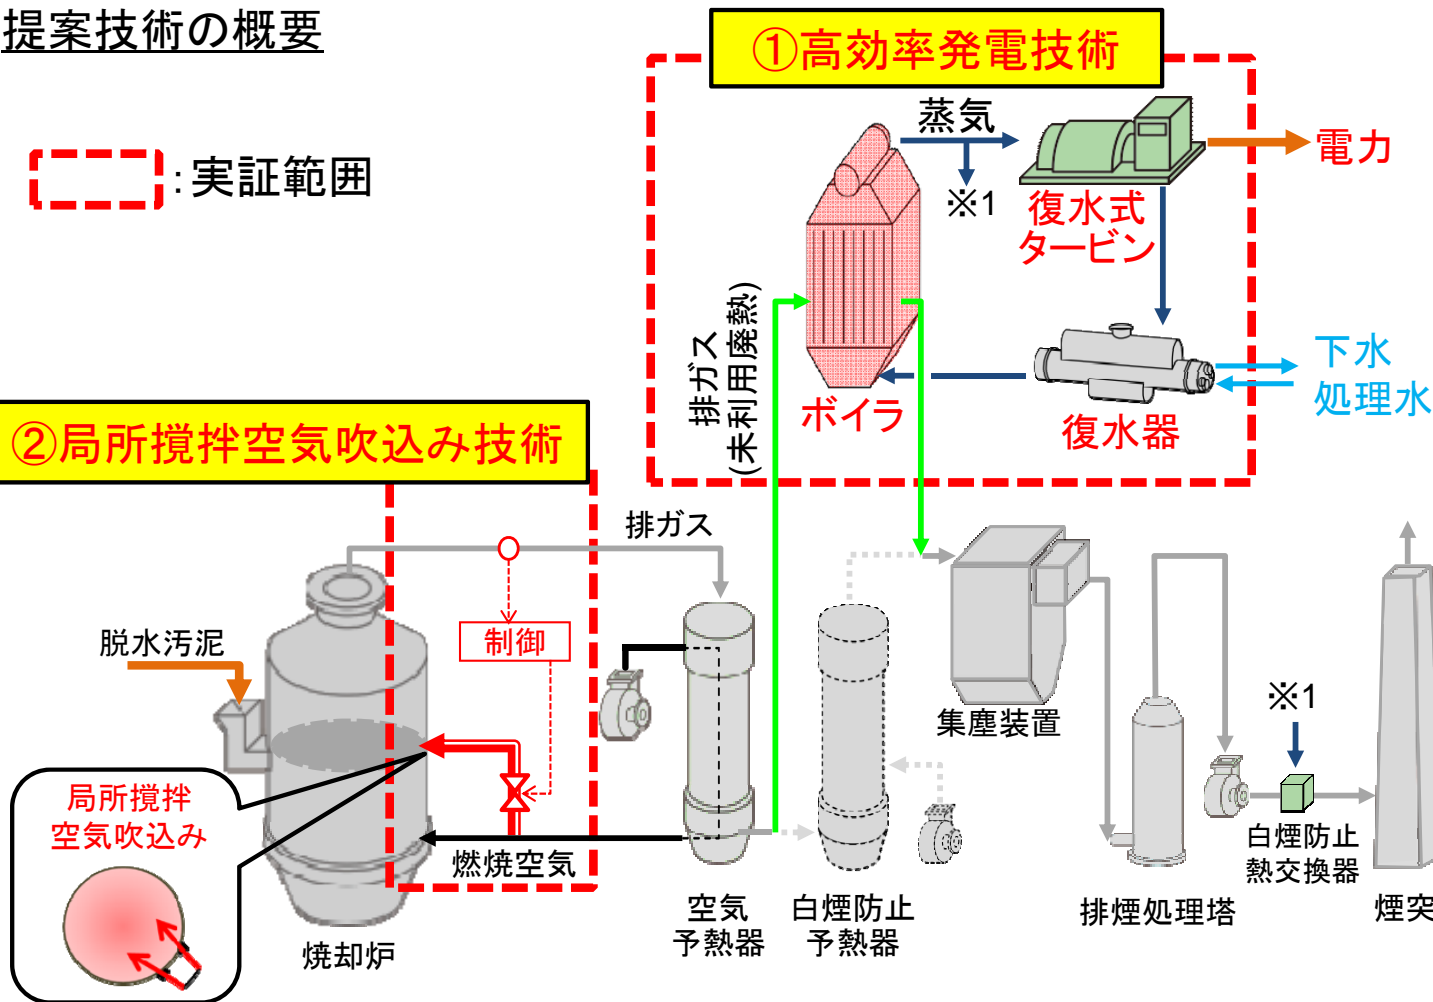 提案技術の概要
①高効率発電技術
:実証範囲
蒸気
※1
電力
復水式
タービン
排ガス
(未利用廃熱)
ボイラ
復水器
下水
処理水
②局所撹拌空気吹込み技術
排ガス
脱水汚泥
制御
局所撹拌
空気吹込み
燃焼空気
焼却炉
空気
予熱器
白煙防止
予熱器
集塵装置
排煙処理塔
※1
白煙防止
熱交換器
煙突